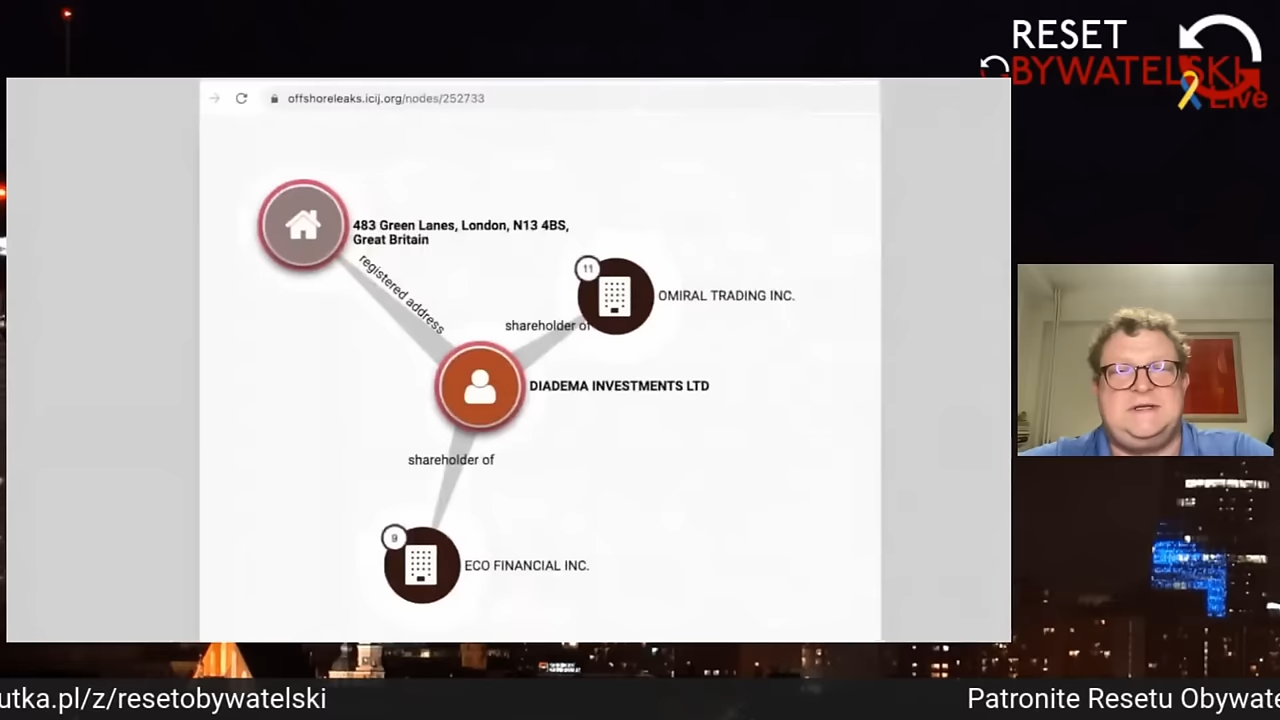 RESET
OBYWATELSKI
Live
offshoreleaks.icij.org/nodes/252733
483 Green Lanes, London, N13 4BS,
Great Britain
registered address
11
OMIRAL TRADING INC.
shareholder of
DIADEMA INVESTMENTS LTD
shareholder of
9
ECO FINANCIAL INC.
utka.pl/z/resetobywatelski
Patronite Resetu Obywate